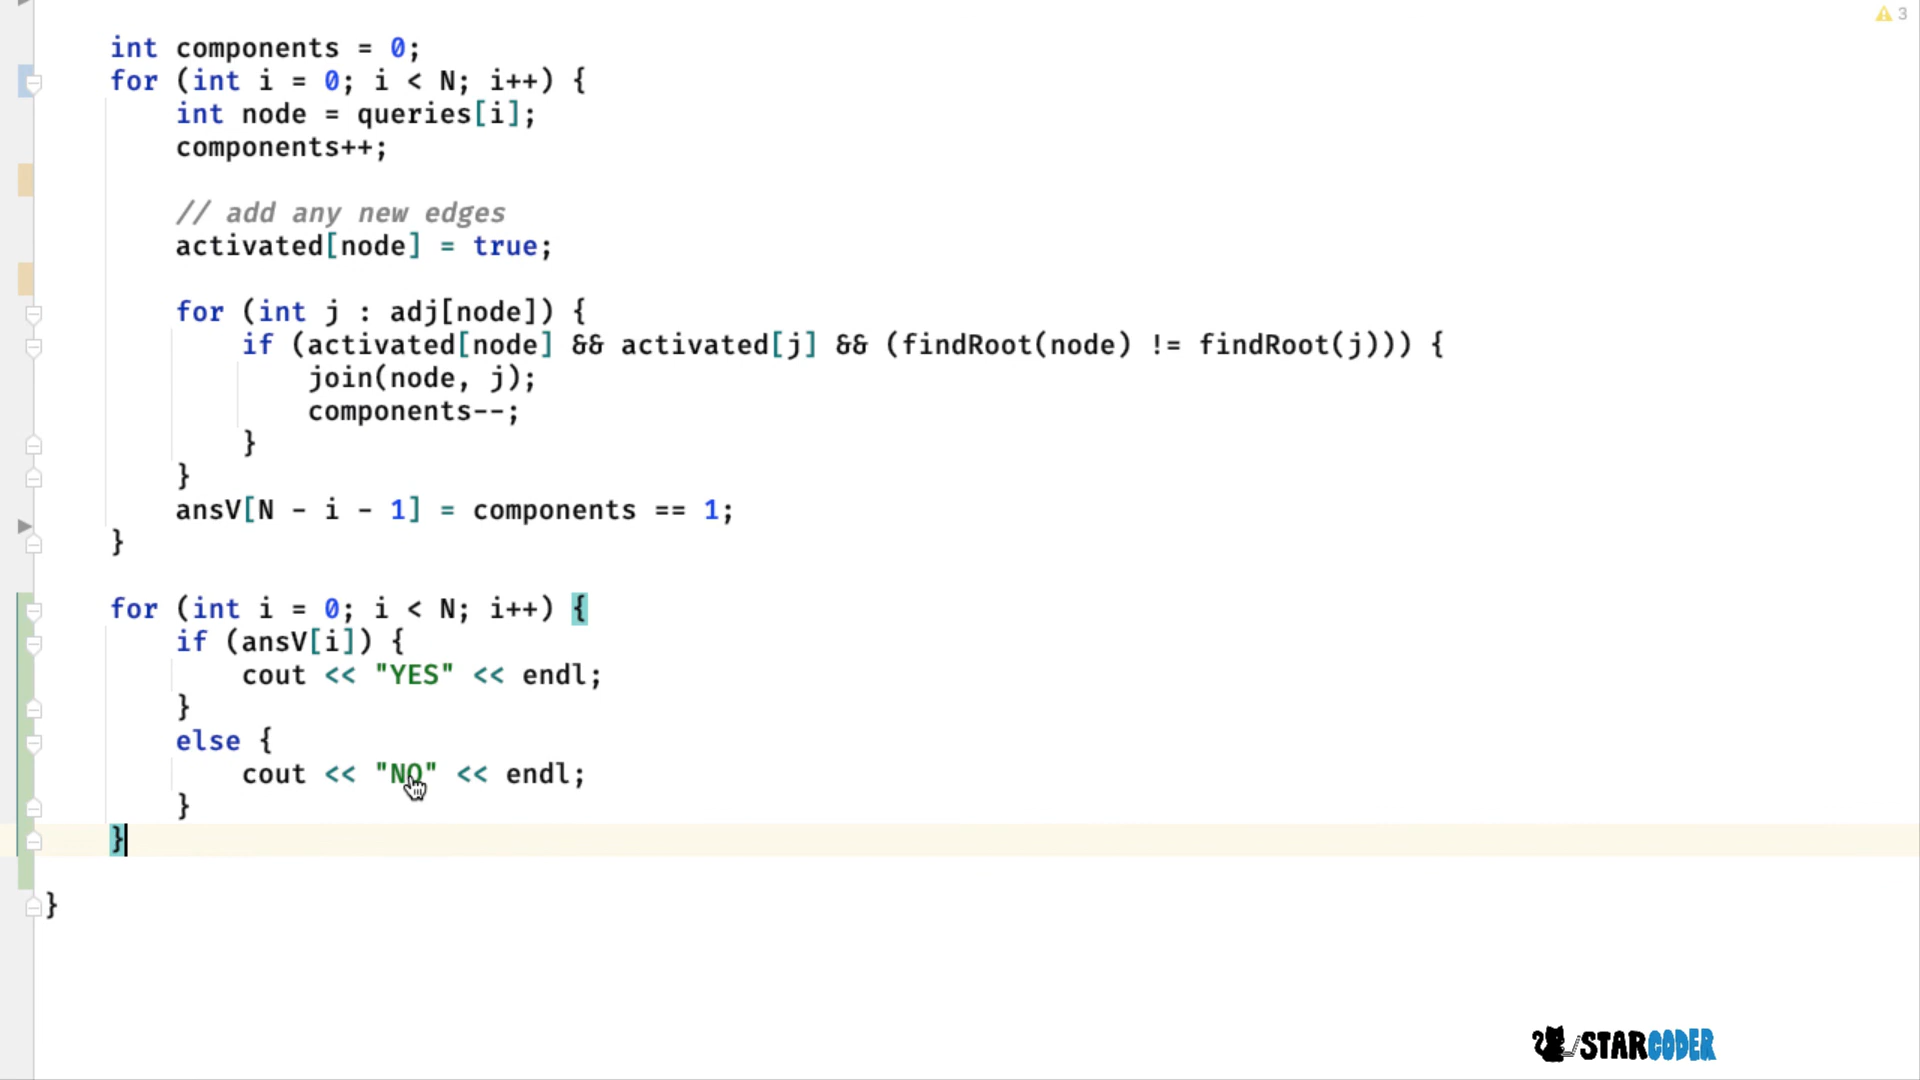 3
int components = 0;
for (int i = 0; i < N; i++) {
int node = queries[i];
components++;
// add any new edges
activated[node] = true;
for (int j : adj[node]) {
if (activated[node] && activated[j] && (findRoot(node) != findRoot(j))) {
join(node, j);
components--;
}
}
ansV[N - i - 1] = components == 1;
}
for (int i = 0; i < N; i++) {
if (ansV[i]) {
cout << "YES" << endl;
}
else {
cout << "NO" << endl;
}
}
}
STARCODER